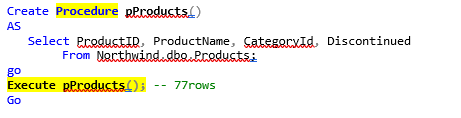 Create Procedure pProducts()
AS
Select ProductID, ProductName, CategoryId, Discontinued
From Northwind.dbo.Products;
go
Execute pProducts(); -- 77rows
Go